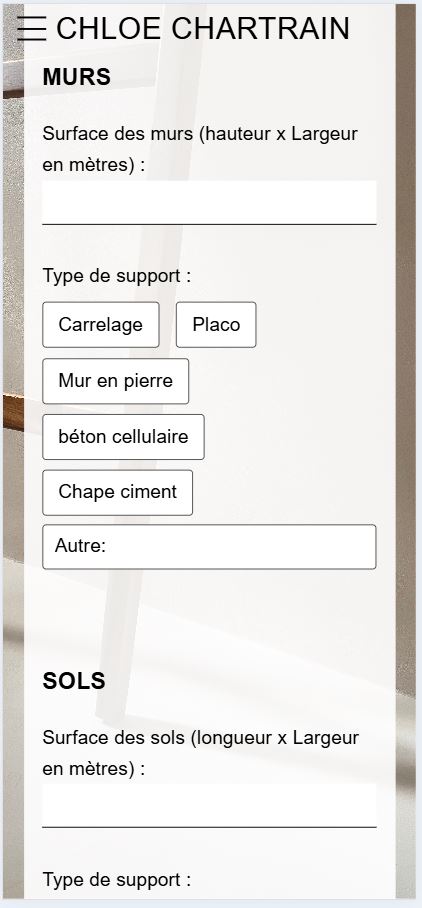 CHLOE CHARTRAIN
MURS
Surface des murs (hauteur x Largeur
en mètres) :
Type de support :
Carrelage Placo
Mur en pierre
béton cellulaire
Chape ciment
Autre:
SOLS
Surface des sols (longueur x Largeur
en mètres) :
Type de support :